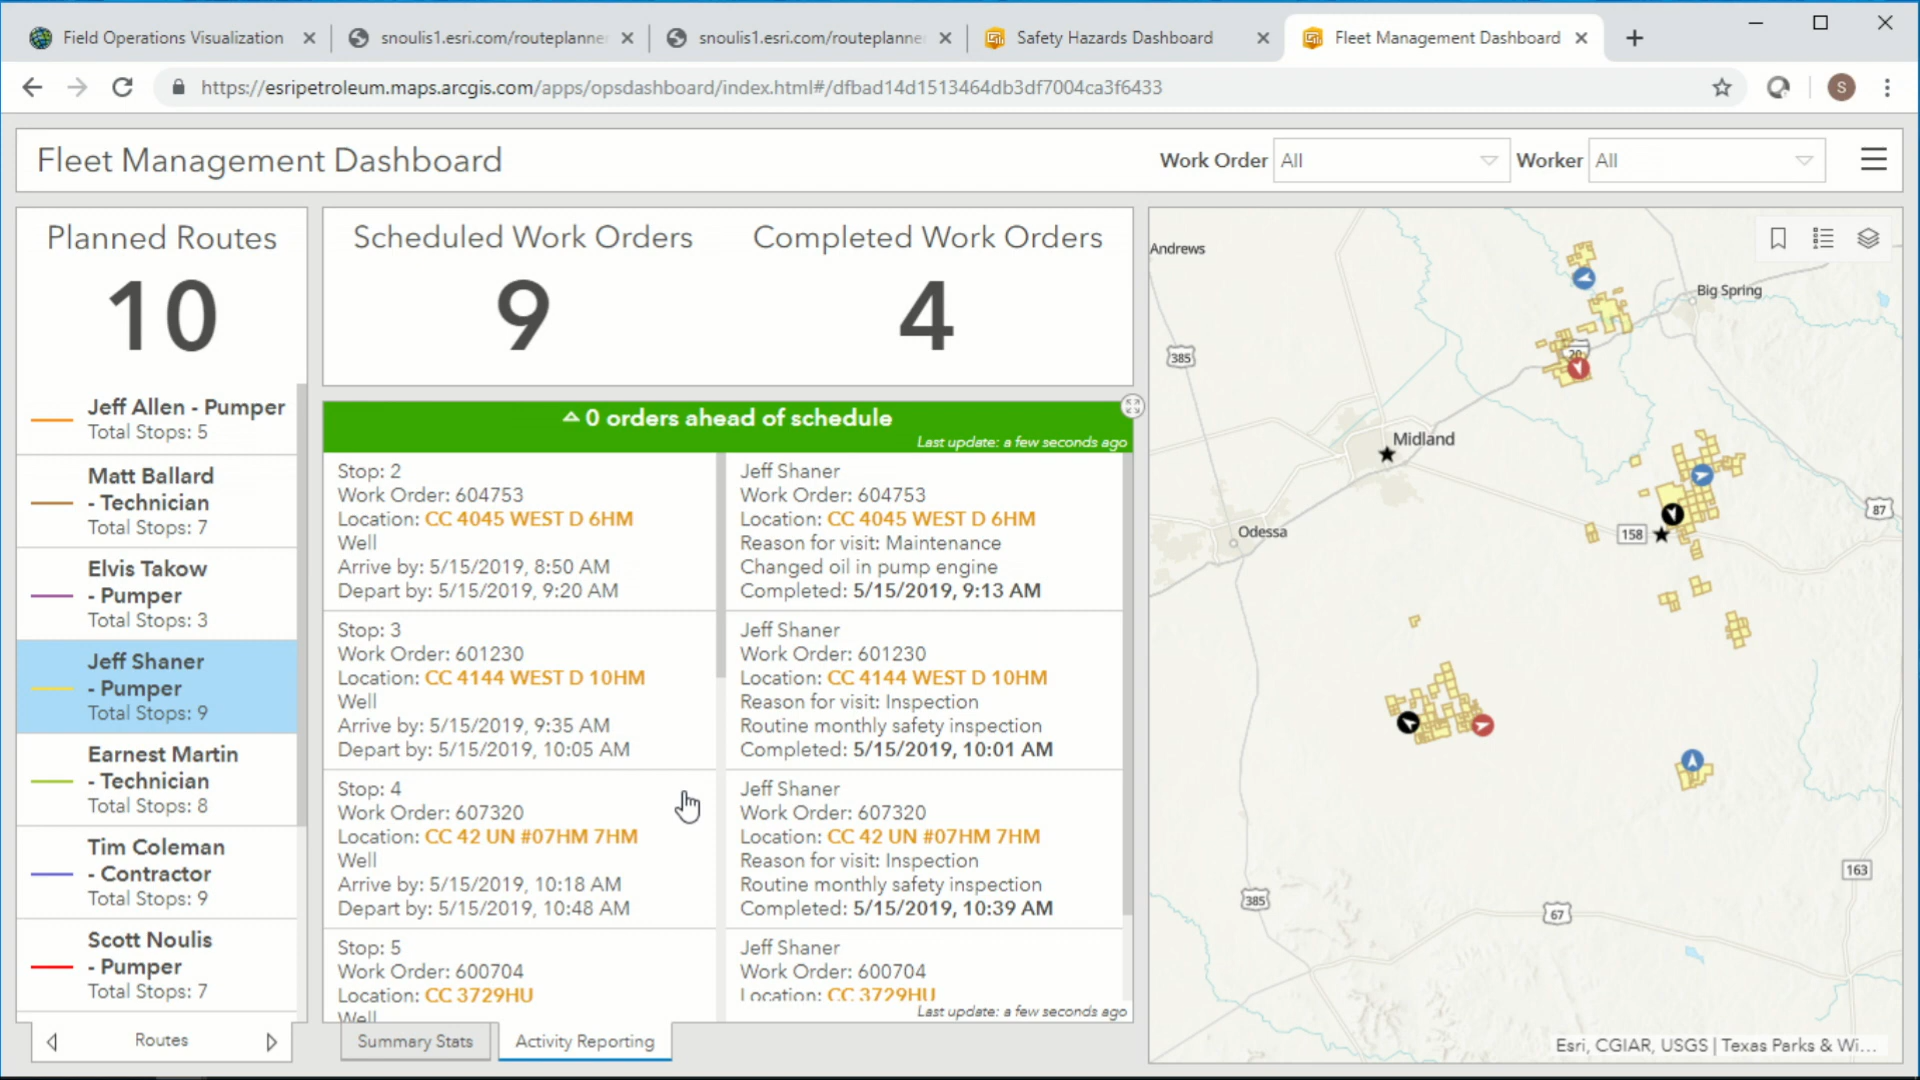 Field Operations Visualization
snoulis1.esri.com/routeplanne
snoulis1.esri.com/routeplanne
Safety Hazards Dashboard
Fleet Management Dashboard
https://esripetroleum.maps.arcgis.com/apps/opsdashboard/index.html#/dfbad14d1513464db3df7004ca3f6433
S
Fleet Management Dashboard
Work Order All
Worker All
Planned Routes
10
Jeff Allen - Pumper
Total Stops: 5
Matt Ballard
- Technician
Total Stops: 7
Elvis Takow
- Pumper
Total Stops: 3
Jeff Shaner
- Pumper
Total Stops: 9
Earnest Martin
- Technician
Total Stops: 8
Tim Coleman
- Contractor
Total Stops: 9
Scott Noulis
- Pumper
Total Stops: 7
Routes
Scheduled Work Orders
9
Completed Work Orders
4
0 orders ahead of schedule
Last update: a few seconds ago
Stop: 2
Work Order: 604753
Location: CC 4045 WEST D 6HM
Well
Arrive by: 5/15/2019, 8:50 AM
Depart by: 5/15/2019, 9:20 AM
Stop: 3
Work Order: 601230
Location: CC 4144 WEST D 10HM
Well
Arrive by: 5/15/2019, 9:35 AM
Depart by: 5/15/2019, 10:05 AM
Stop: 4
Work Order: 607320
Location: CC 42 UN #07HM 7HM
Well
Arrive by: 5/15/2019, 10:18 AM
Depart by: 5/15/2019, 10:48 AM
Stop: 5
Work Order: 600704
Location: CC 3729HU
Well
Jeff Shaner
Work Order: 604753
Location: CC 4045 WEST D 6HM
Reason for visit: Maintenance
Changed oil in pump engine
Completed: 5/15/2019, 9:13 AM
Jeff Shaner
Work Order: 601230
Location: CC 4144 WEST D 10HM
Reason for visit: Inspection
Routine monthly safety inspection
Completed: 5/15/2019, 10:01 AM
Jeff Shaner
Work Order: 607320
Location: CC 42 UN #07HM 7HM
Reason for visit: Inspection
Routine monthly safety inspection
Completed: 5/15/2019, 10:39 AM
Jeff Shaner
Work Order: 600704
Location: CC 3729HU
Last update: a few seconds ago
Summary Stats
Activity Reporting
Andrews
Big Spring
385
20
Midland
87
Odessa
158
163
385
67
Esri, CGIAR, USGS | Texas Parks & Wi...